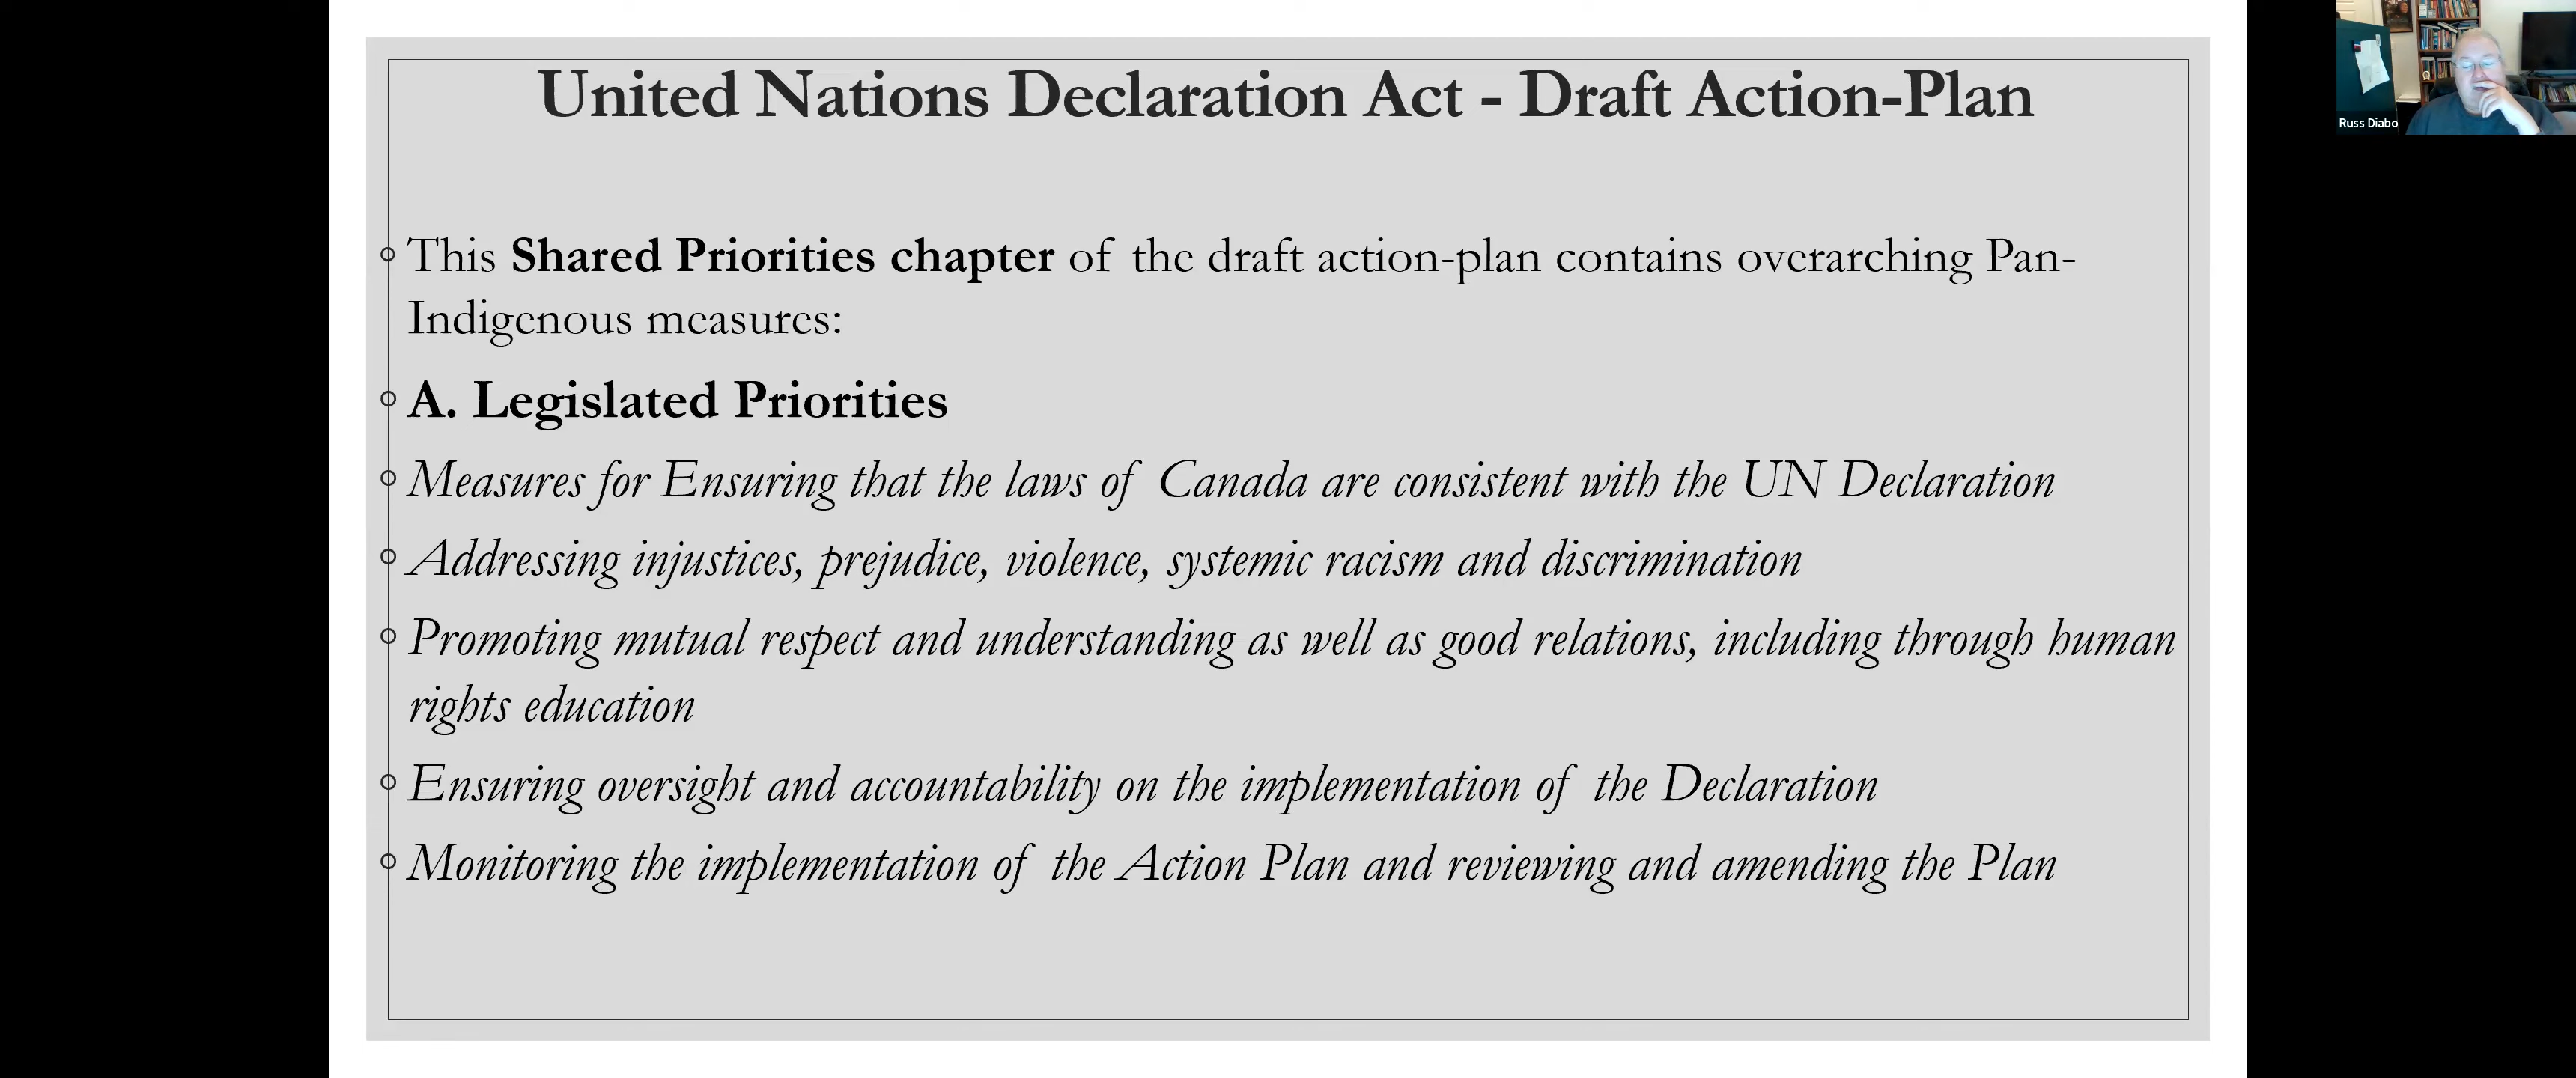 United Nations Declaration Act - Draft Action-Plan
Russ Diabo
This Shared Priorities chapter of the draft action-plan contains overarching Pan-
Indigenous measures:
A. Legislated Priorities
Measures for Ensuring that the laws of Canada are consistent with the UN Declaration
Addressing injustices, prejudice, violence, systemic racism and discrimination
Promoting mutual respect and understanding as well as good relations, including through human
rights education
Ensuring oversight and accountability on the implementation of the Declaration
Monitoring the implementation of the Action Plan and reviewing and amending the Plan